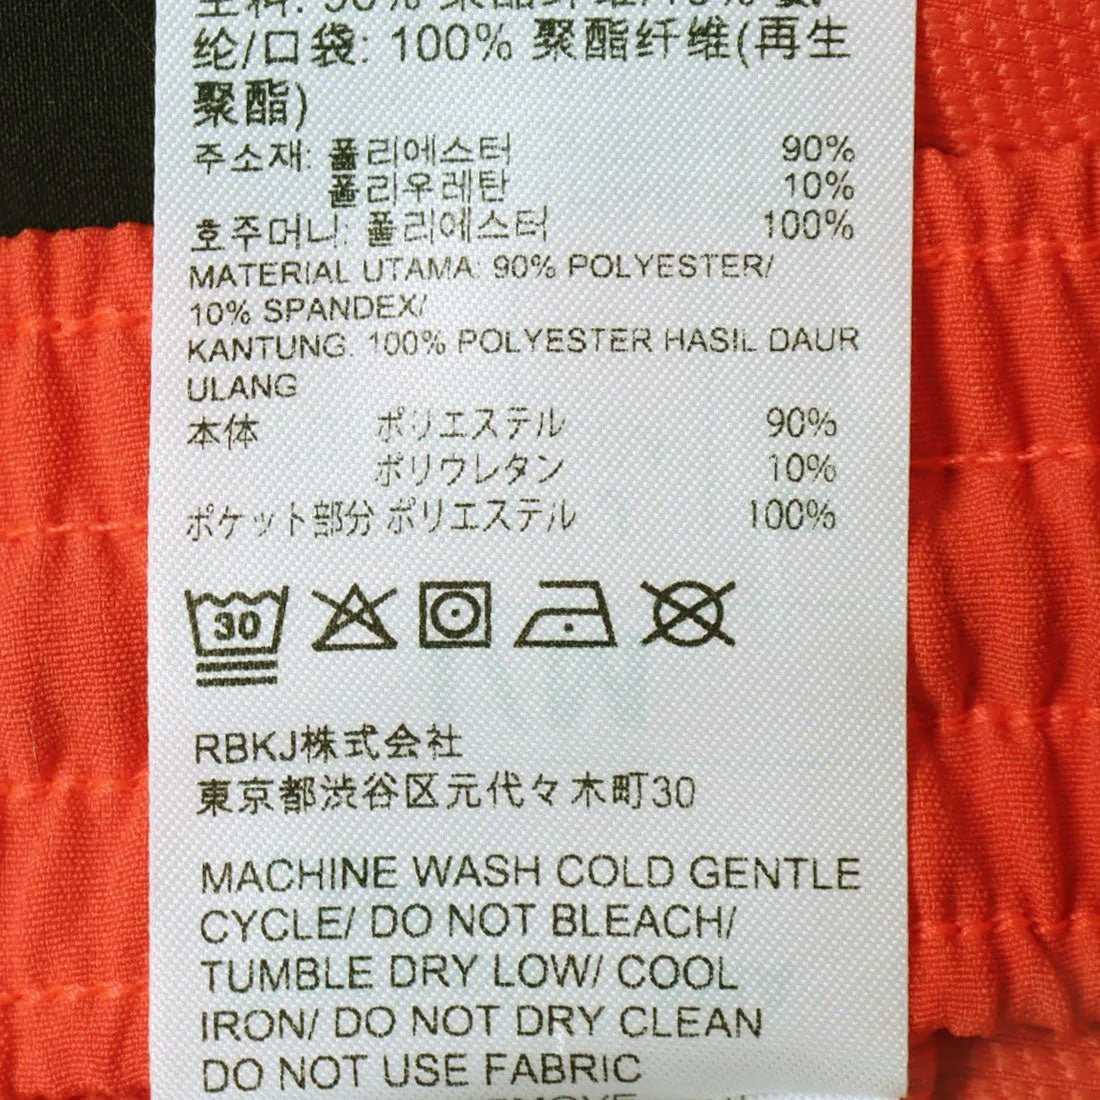 纶/口袋: 100% 聚酯纤维(再生
聚酯)
주소재: 폴리에스터 90%
폴리우레탄 10%
호주머니: 폴리에스터 100%
MATERIAL UTAMA: 90% POLYESTER/
10% SPANDEX/
KANTUNG: 100% POLYESTER HASIL DAUR
ULANG
本体 ポリエステル 90%
ポリウレタン 10%
ポケット部分 ポリエステル 100%
30
RBKJ株式会社
東京都渋谷区元代々木町30
MACHINE WASH COLD GENTLE
CYCLE/ DO NOT BLEACH/
TUMBLE DRY LOW/ COOL
IRON/ DO NOT DRY CLEAN
DO NOT USE FABRIC